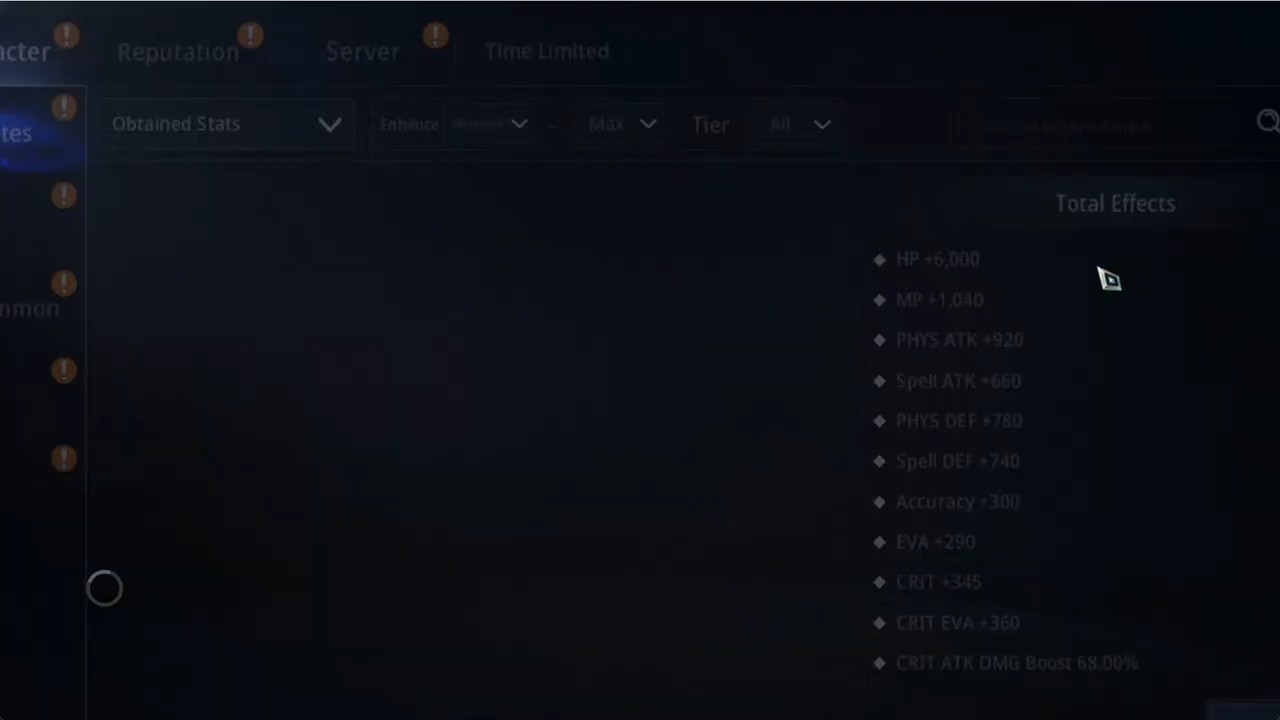 acter
Reputation
Server
Time Limited
tes
Obtained Stats
Enhance
Max
Tier
All
Total Effects
HP +6,000
MP +1,040
PHYS ATK +920
Spell ATK +660
PHYS DEF +780
Spell DEF +740
Accuracy +300
EVA +290
mmon
CRIT +345
CRIT EVA +360
CRIT ATK DMG Boost 68.00%